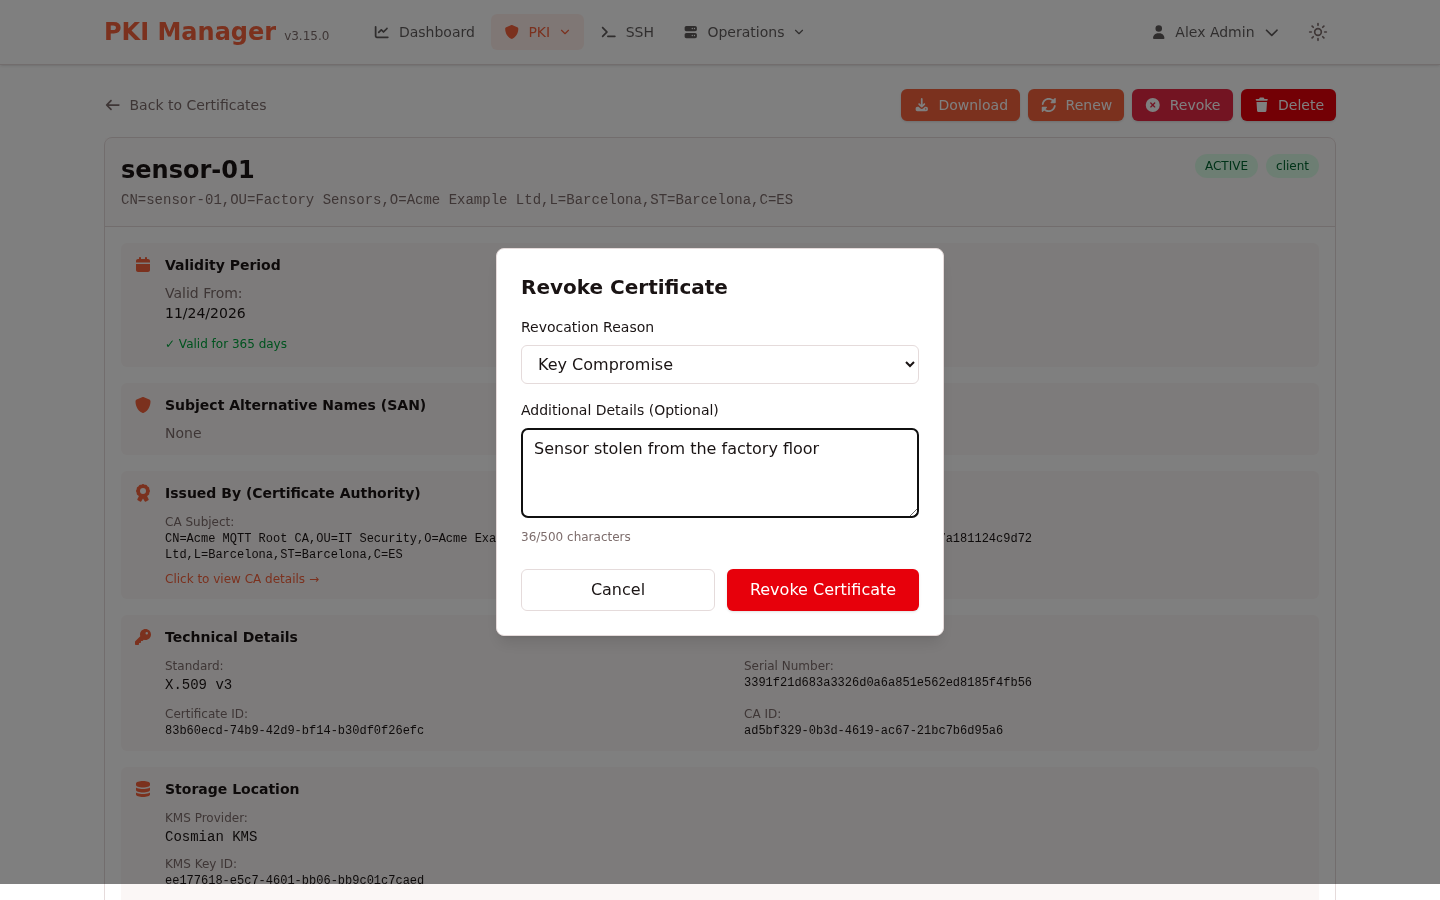 PKI Manager v3.15.0
Dashboard
PKI
SSH
Operations
Alex Admin
Back to Certificates
Download
Renew
Revoke
Delete
sensor-01
ACTIVE
client
CN=sensor-01,OU=Factory Sensors,O=Acme Example Ltd,L=Barcelona,ST=Barcelona,C=ES
Validity Period
Valid From:
11/24/2026
✓ Valid for 365 days
Subject Alternative Names (SAN)
None
Issued By (Certificate Authority)
CA Subject:
CN=Acme MQTT Root CA,OU=IT Security,O=Acme Exa
Ltd,L=Barcelona,ST=Barcelona,C=ES
a181124c9d72
Click to view CA details →
Revoke Certificate
Revocation Reason
Key Compromise
Additional Details (Optional)
Sensor stolen from the factory floor
36/500 characters
Cancel
Revoke Certificate
Technical Details
Standard:
X.509 v3
Serial Number:
3391f21d683a3326d0a6a851e562ed8185f4fb56
Certificate ID:
83b60ecd-74b9-42d9-bf14-b30df0f26efc
CA ID:
ad5bf329-0b3d-4619-ac67-21bc7b6d95a6
Storage Location
KMS Provider:
Cosmian KMS
KMS Key ID:
ee177618-e5c7-4601-bb06-bb9c01c7caed